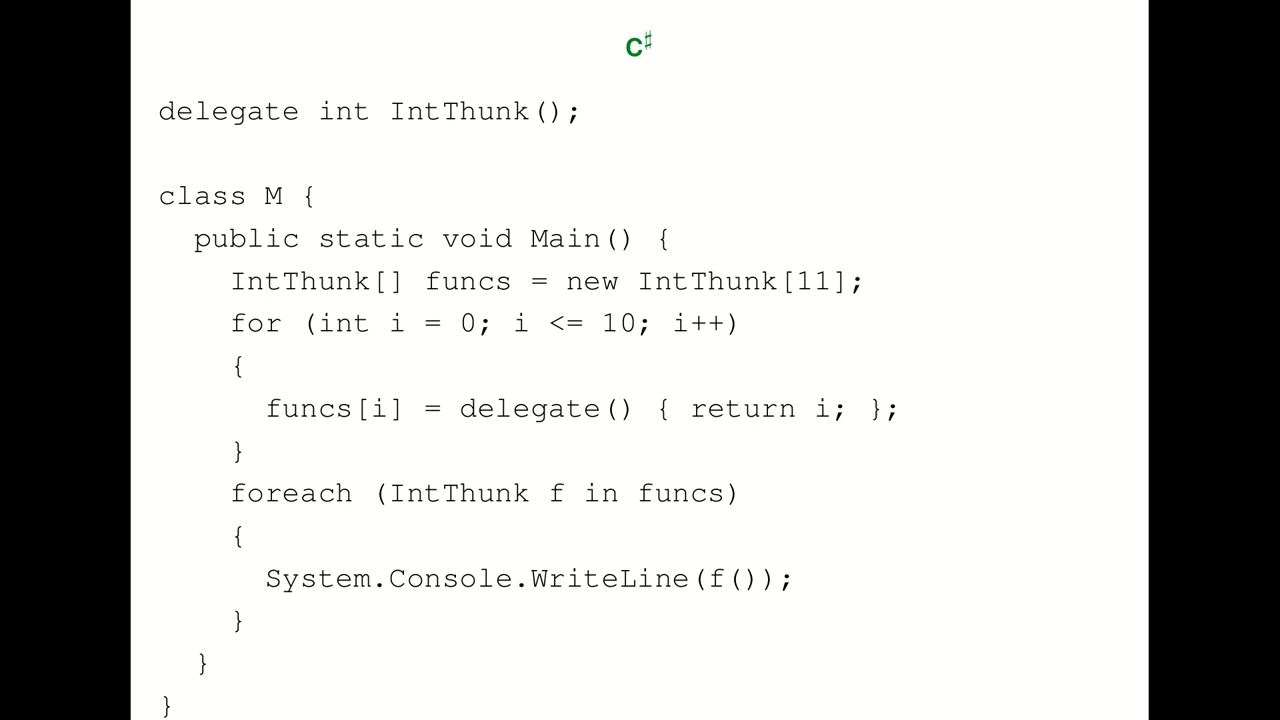 C♯
delegate int IntThunk();
class M {
  public static void Main() {
    IntThunk[] funcs = new IntThunk[11];
    for (int i = 0; i <= 10; i++)
    {
      funcs[i] = delegate() { return i; };
    }
    foreach (IntThunk f in funcs)
    {
      System.Console.WriteLine(f());
    }
  }
}